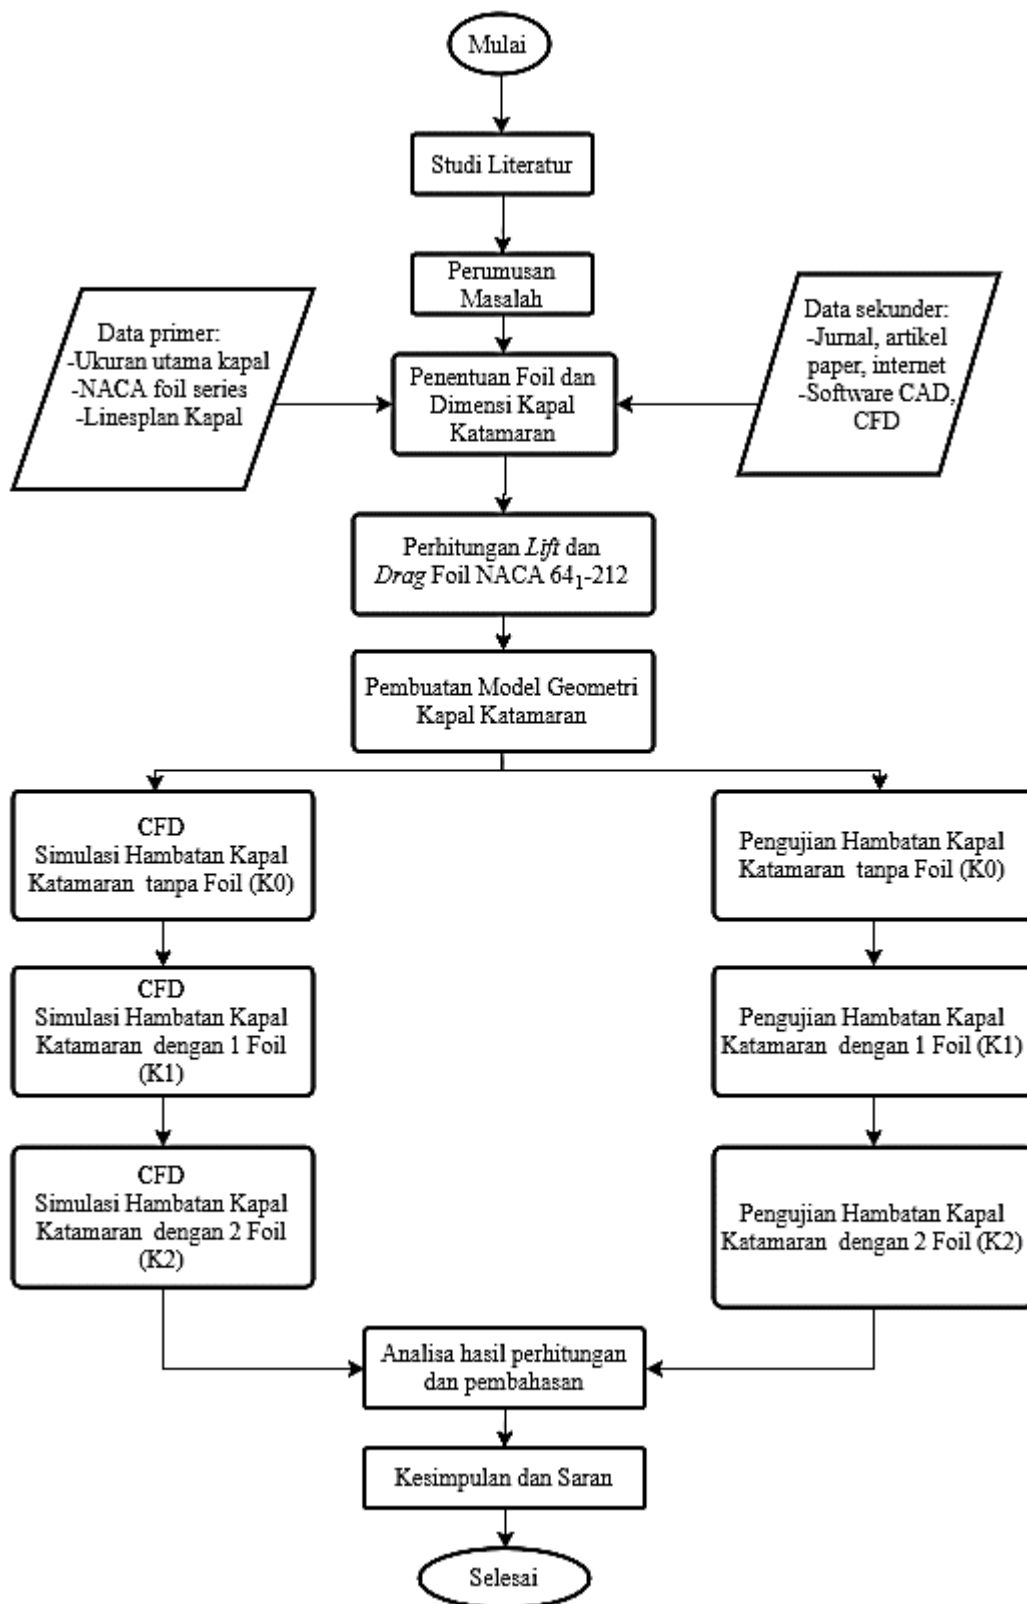 Mulai
Studi Literatur
Perumusan
Masalah
Data primer:
-Ukuran utama kapal
-NACA foil series
-Linesplan Kapal
Penentuan Foil dan
Dimensi Kapal
Katamaran
Data sekunder:
-Jurnal, artikel
paper, internet
-Software CAD,
CFD
Perhitungan Lift dan
Drag Foil NACA 64₁-212
Pembuatan Model Geometri
Kapal Katamaran
CFD
Simulasi Hambatan Kapal
Katamaran tanpa Foil (K0)
Pengujian Hambatan Kapal
Katamaran tanpa Foil (K0)
CFD
Simulasi Hambatan Kapal
Katamaran dengan 1 Foil
(K1)
Pengujian Hambatan Kapal
Katamaran dengan 1 Foil (K1)
CFD
Simulasi Hambatan Kapal
Katamaran dengan 2 Foil
(K2)
Pengujian Hambatan Kapal
Katamaran dengan 2 Foil (K2)
Analisa hasil perhitungan
dan pembahasan
Kesimpulan dan Saran
Selesai